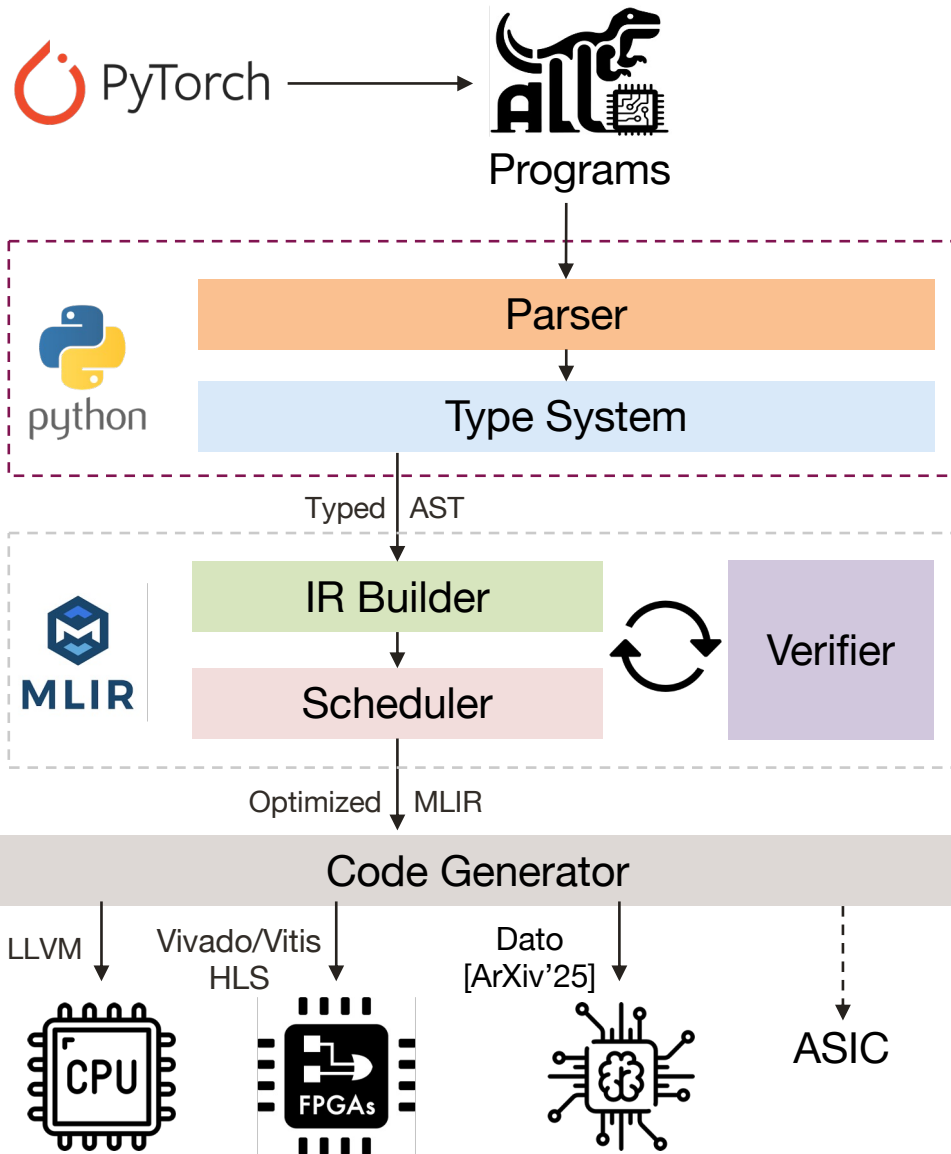 PyTorch
ALLO
Programs
Parser
python
Type System
Typed AST
IR Builder
MLIR
Scheduler
Verifier
Optimized MLIR
Code Generator
LLVM
Vivado/Vitis
HLS
Dato
[ArXiv’25]
ASIC
CPU
FPGAs